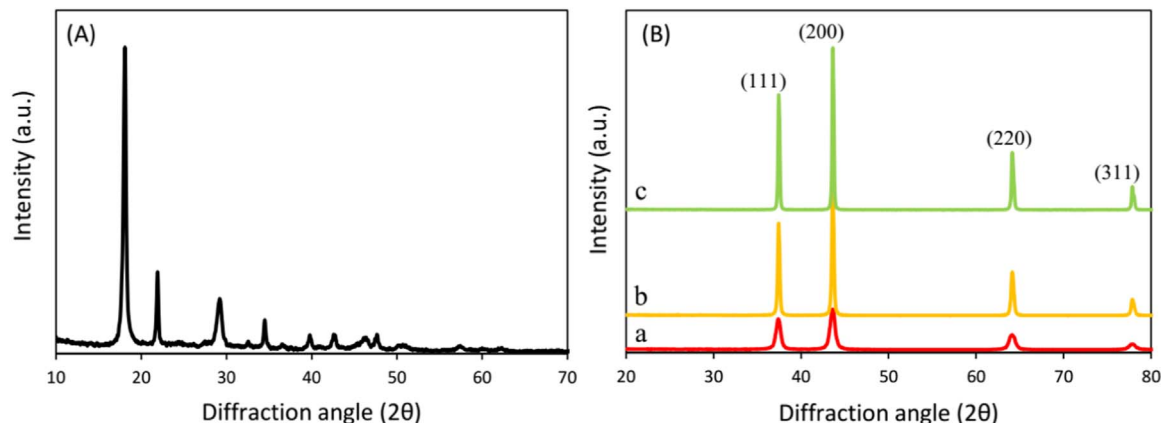 (A)
Intensity (a.u.)
10 20 30 40 50 60 70
Diffraction angle (2θ)
(B)
(111)
(200)
(220)
(311)
c
b
a
Intensity (a.u.)
20 30 40 50 60 70 80
Diffraction angle (2θ)